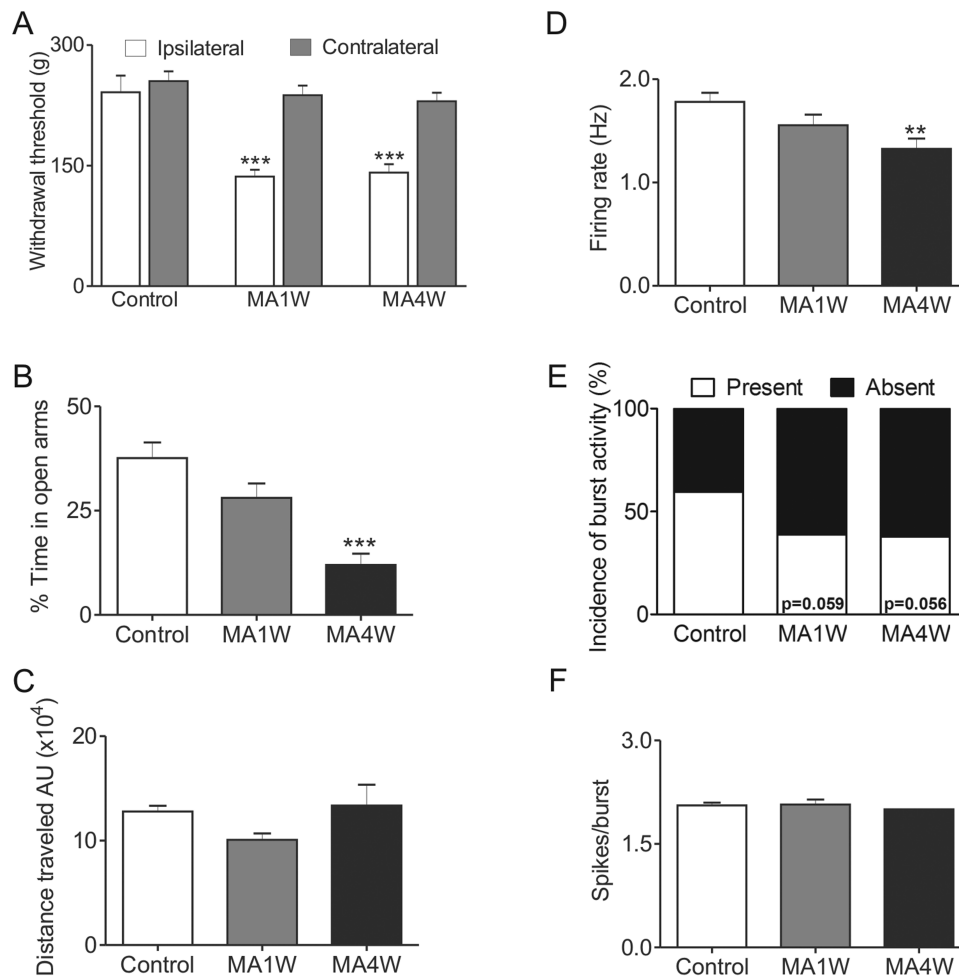 A
Ipsilateral Contralateral
Withdrawal threshold (g)
300
150
0
***
***
Control MA1W MA4W
B
% Time in open arms
50
25
0
***
Control MA1W MA4W
C
Distance traveled AU (x10⁴)
20
10
0
Control MA1W MA4W
D
Firing rate (Hz)
2.0
1.0
0.0
**
Control MA1W MA4W
E
Present Absent
Incidence of burst activity (%)
100
50
0
p=0.059 p=0.056
Control MA1W MA4W
F
Spikes/burst
3.0
1.5
0.0
Control MA1W MA4W